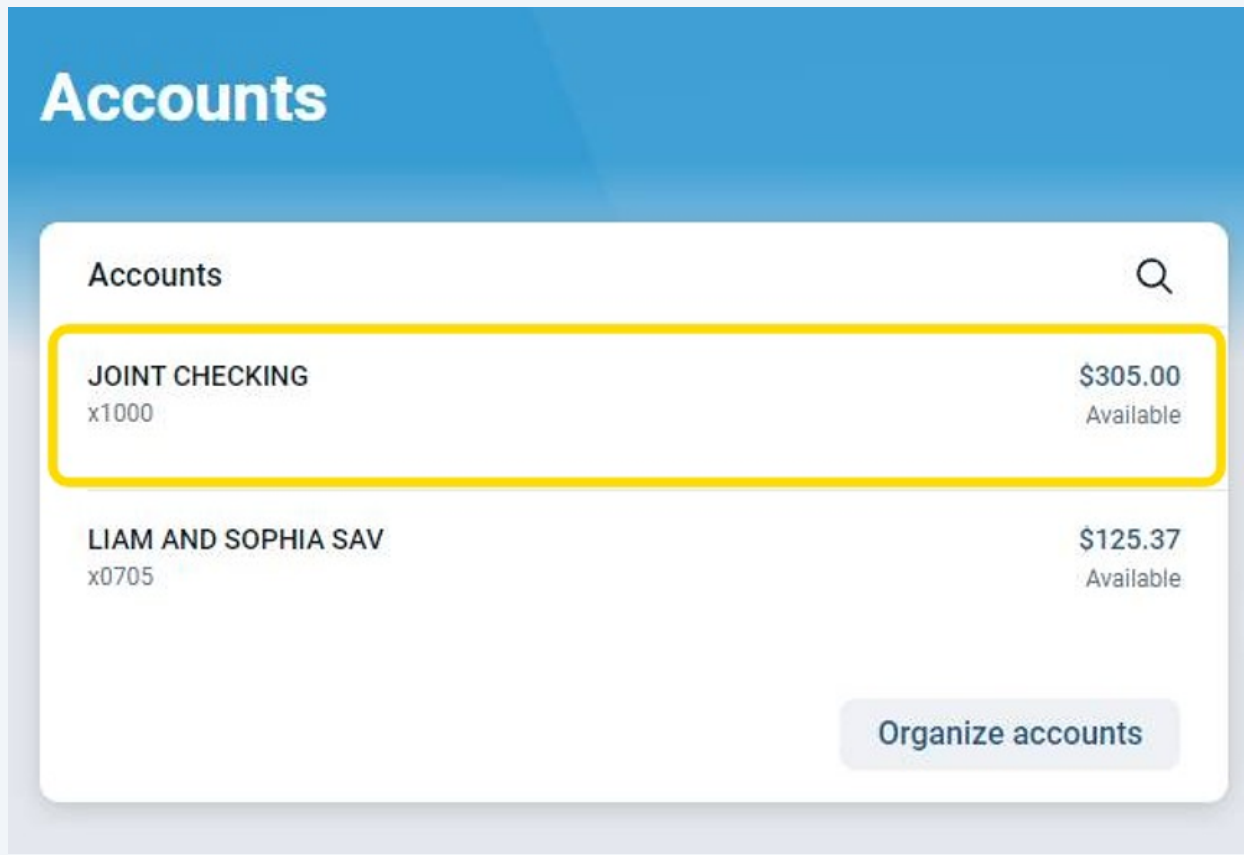 Accounts
Accounts
JOINT CHECKING
$305.00
x1000
Available
LIAM AND SOPHIA SAV
$125.37
x0705
Available
Organize accounts